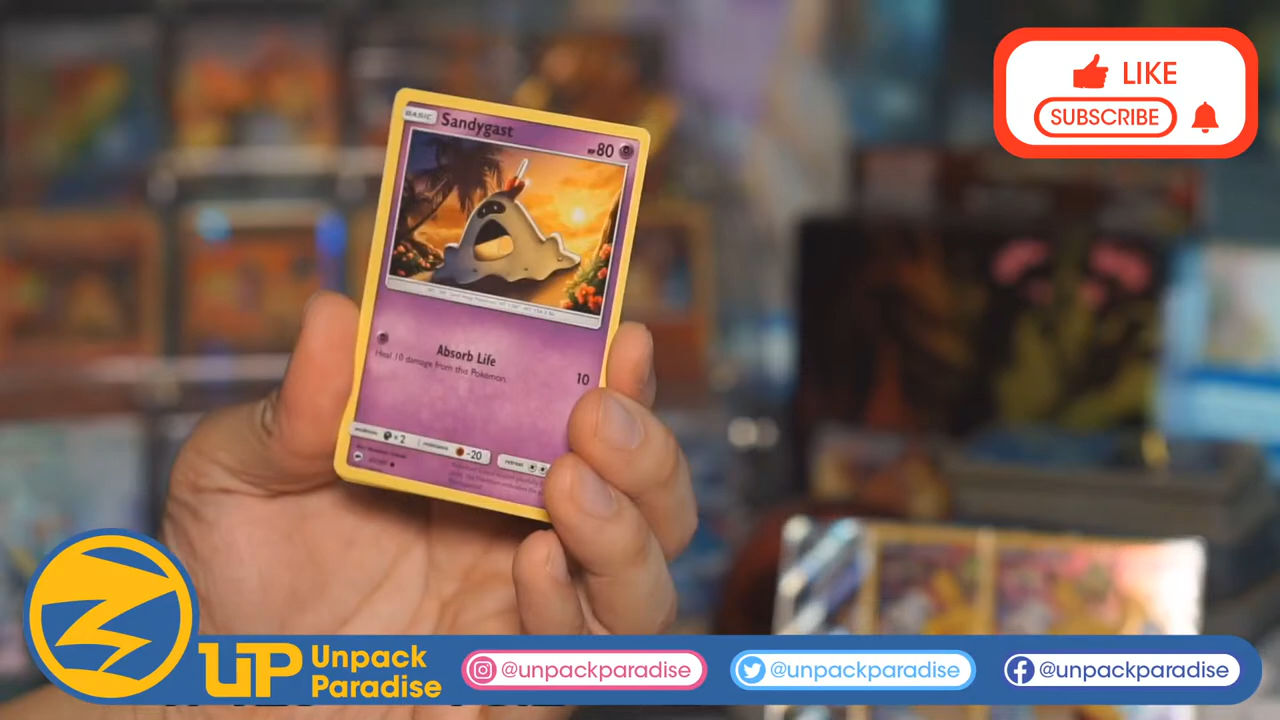 LIKE
SUBSCRIBE
BASIC
Sandygast
80
Absorb Life
10
Heal 10 damage from this Pokémon.
weakness
×2
resistance
-20
retreat
UP
Unpack
Paradise
@unpackparadise
@unpackparadise
@unpackparadise